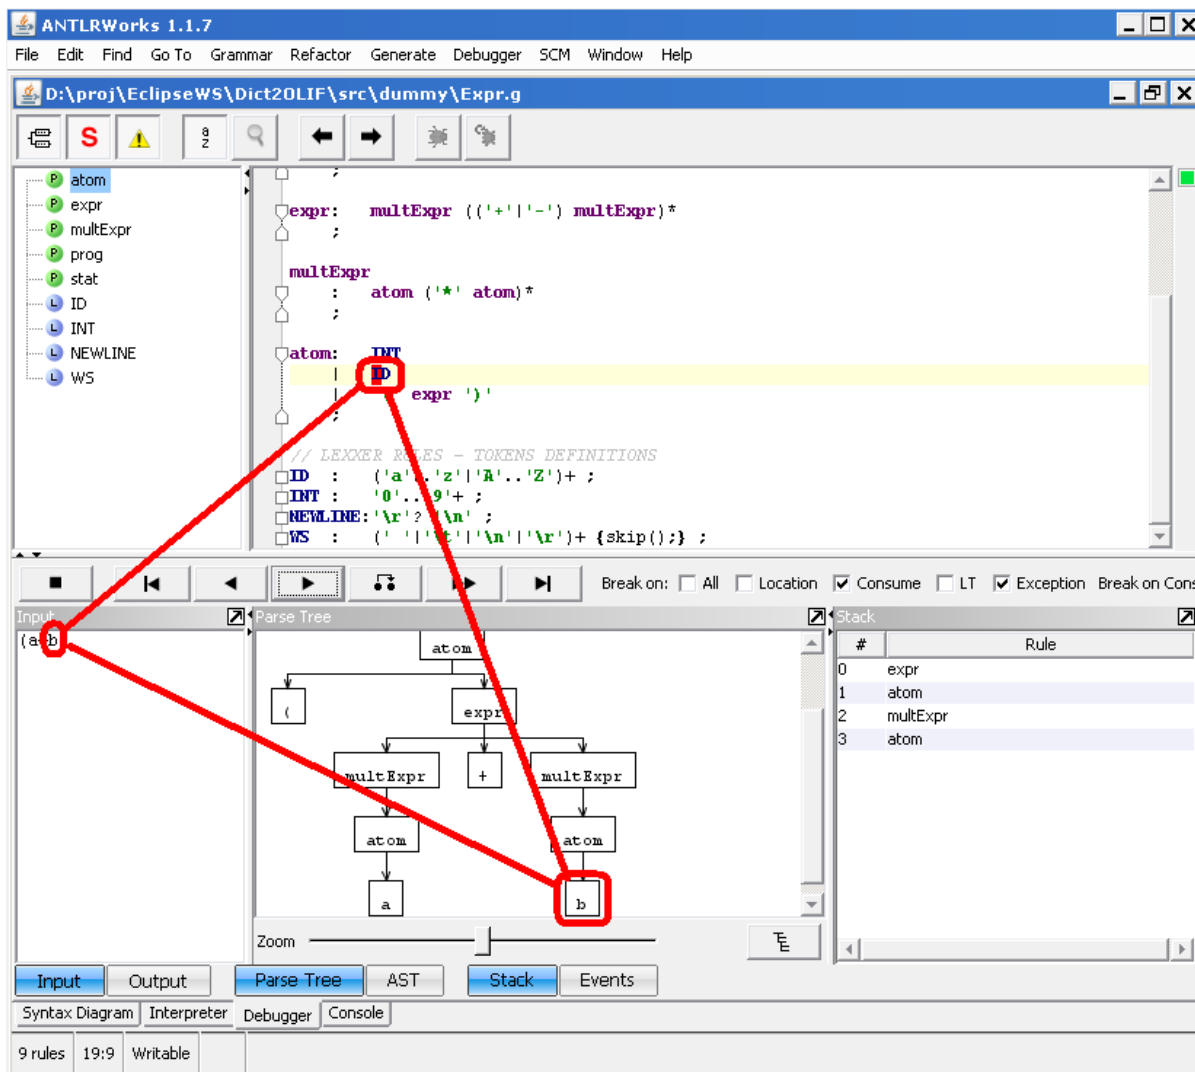 ANTLRWorks 1.1.7
File Edit Find Go To Grammar Refactor Generate Debugger SCM Window Help
D:\proj\EclipseWS\Dict2OLIF\src\dummy\Expr.g
S
a
z
P atom
P expr
P multExpr
P prog
P stat
L ID
L INT
L NEWLINE
L WS
;
expr: multExpr (('+'|'-') multExpr)*
;
multExpr
: atom ('*' atom)*
;
atom: INT
| ID
| expr ')'
;
// LEXXER RULES - TOKENS DEFINITIONS
ID : ('a'..'z'|'A'..'Z')+ ;
INT : '0'..'9'+ ;
NEWLINE:'\r'? '\n' ;
WS : (' '|'\t'|'\n'|'\r')+ {skip();} ;
Break on: All Location Consume LT Exception Break on Cons
Input
(a+b
Parse Tree
atom
( expr
multExpr + multExpr
atom atom
a b
Zoom
Stack
# Rule
0 expr
1 atom
2 multExpr
3 atom
Input Output Parse Tree AST Stack Events
Syntax Diagram Interpreter Debugger Console
9 rules 19:9 Writable